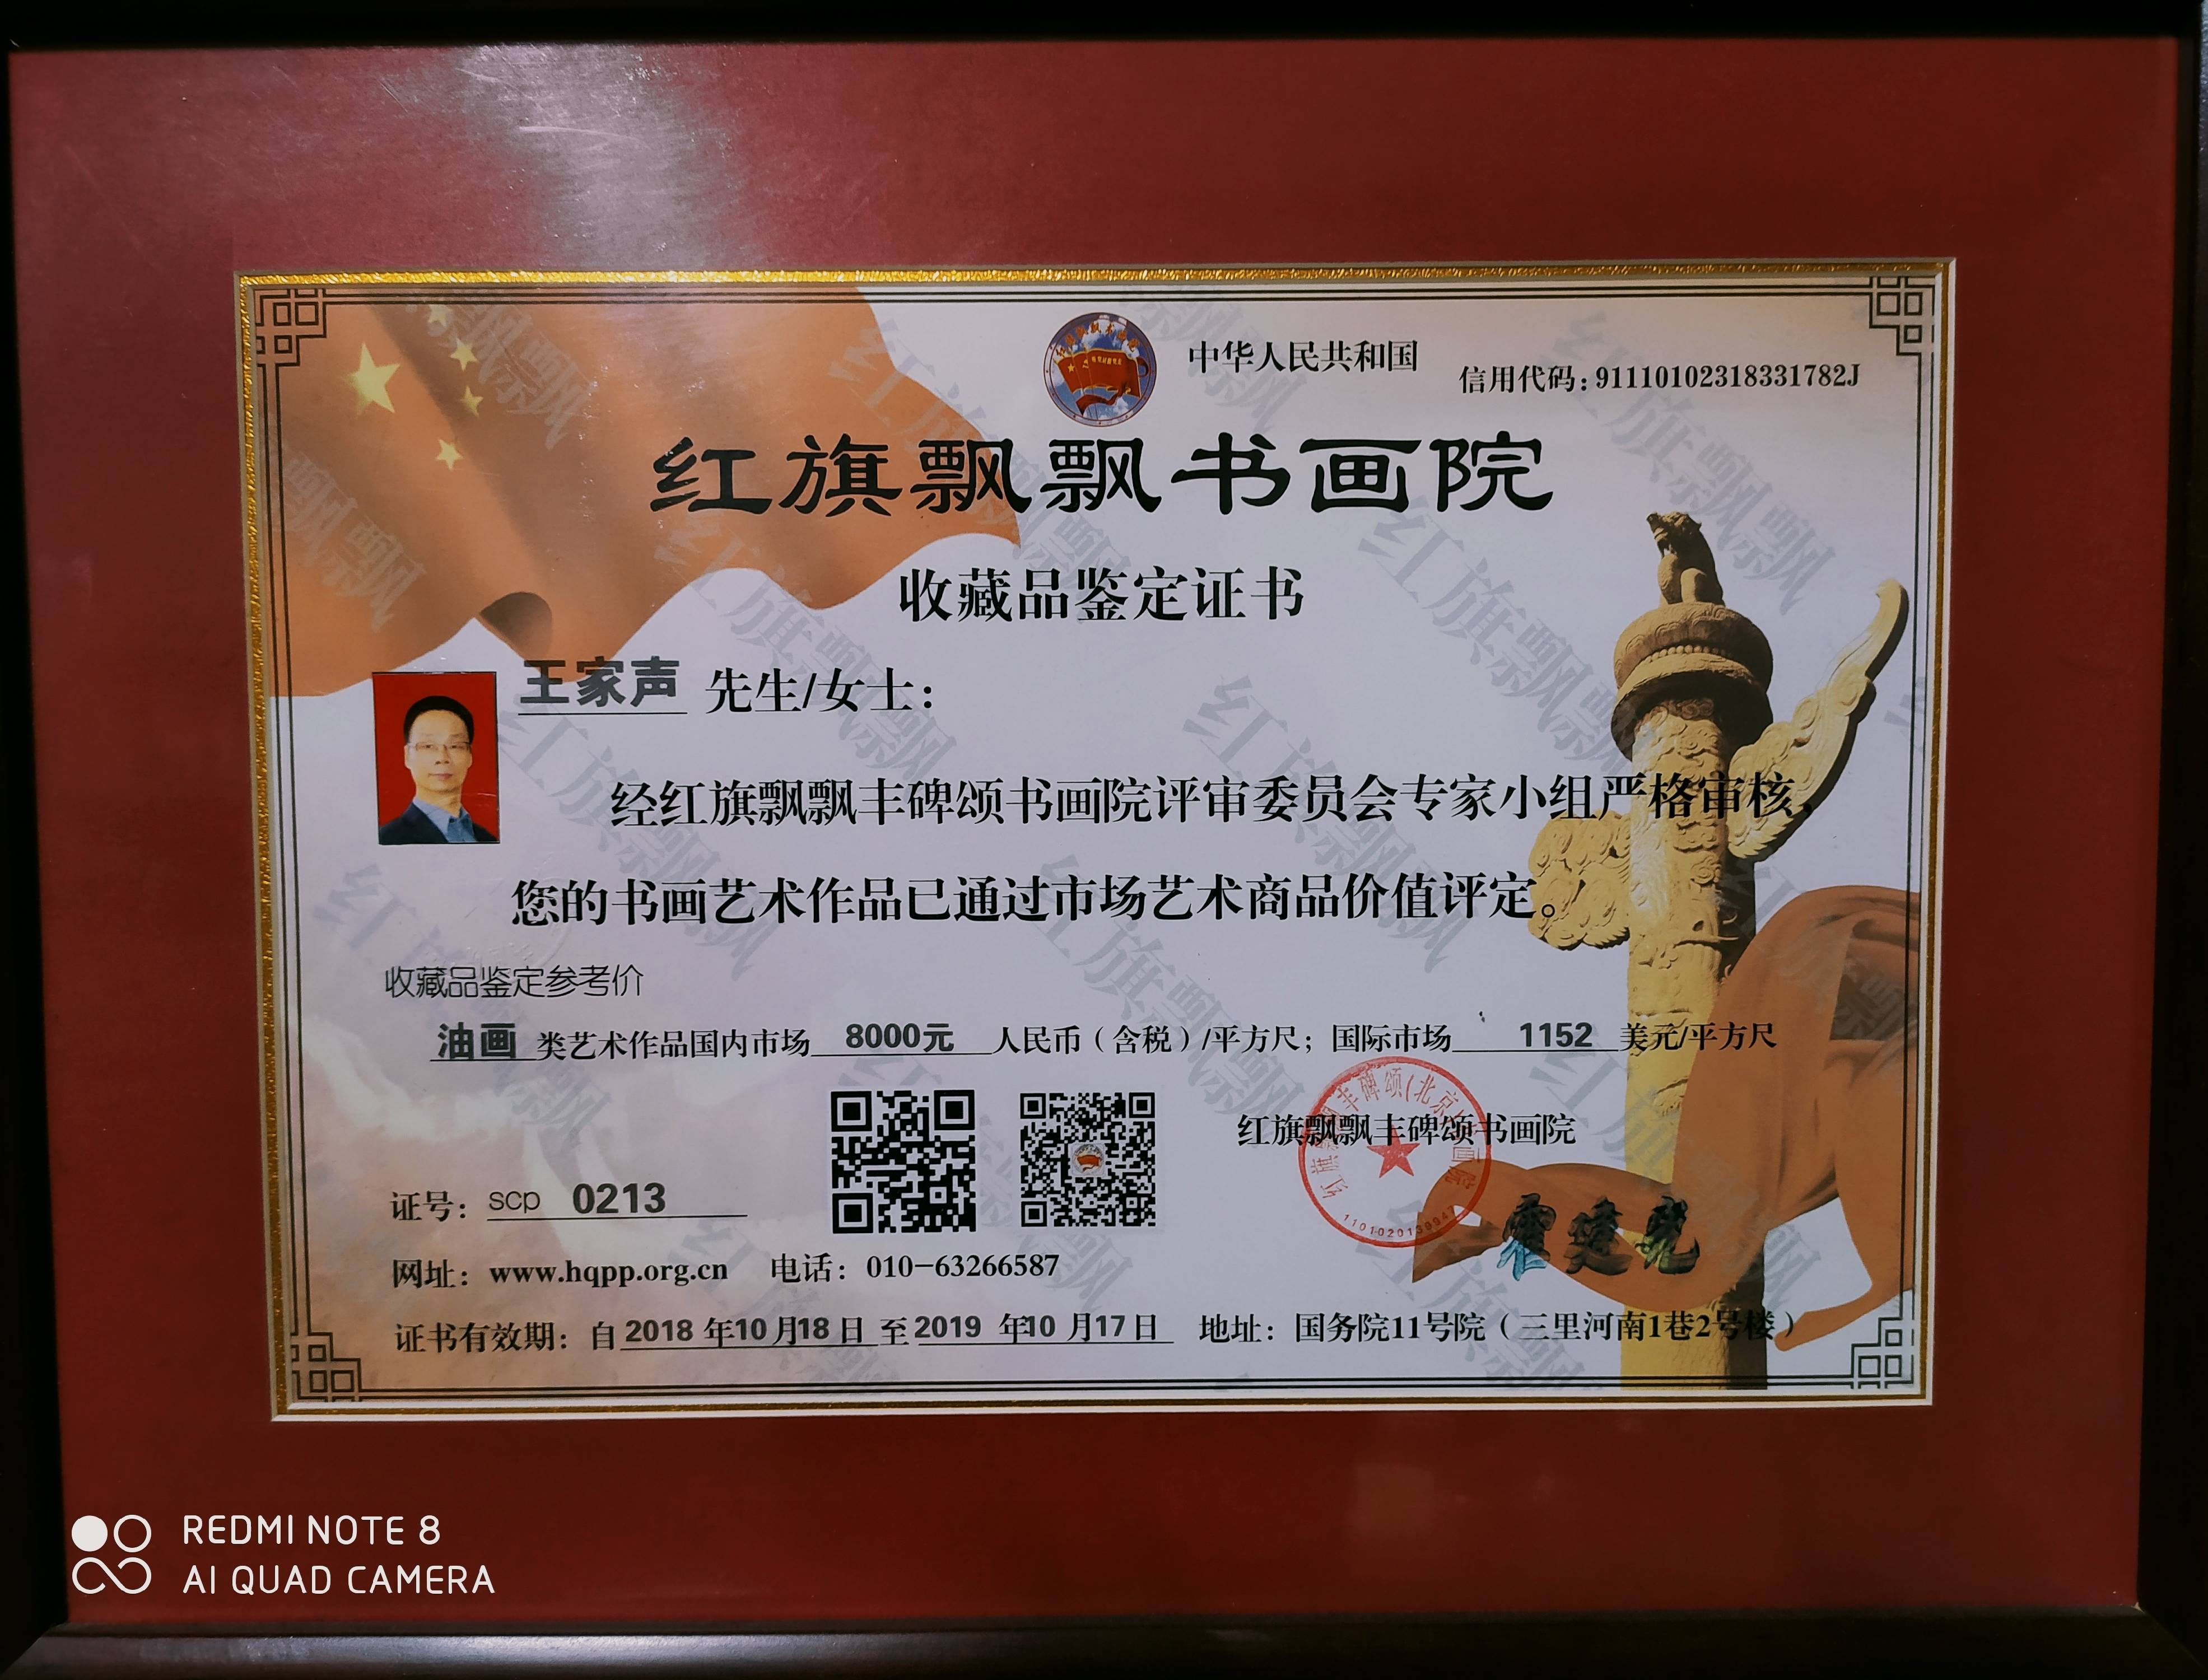 中华人民共和国
信用代码:91110102318331782J
红旗飘飘书画院
收藏品鉴定证书
王家声 先生/女士:
经红旗飘飘丰碑颂书画院评审委员会专家小组严格审核,
您的书画艺术作品已通过市场艺术商品价值评定。
收藏品鉴定参考价
油画 类艺术作品国内市场 8000元 人民币(含税)/平方尺; 国际市场 1152 美元/平方尺
红旗飘飘丰碑颂书画院
证号: scp 0213
网址: www.hqpp.org.cn 电话: 010-63266587
证书有效期: 自 2018 年10 月18 日 至 2019 年10 月17 日 地址: 国务院11号院(三里河南1巷2号楼)
REDMI NOTE 8
AI QUAD CAMERA